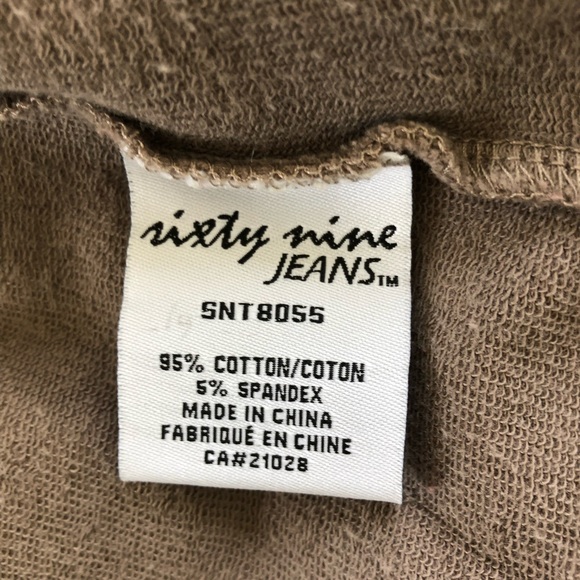 sixty nine
JEANS™
SNT8055
95% COTTON/COTON
5% SPANDEX
MADE IN CHINA
FABRIQUÉ EN CHINE
CA#21028